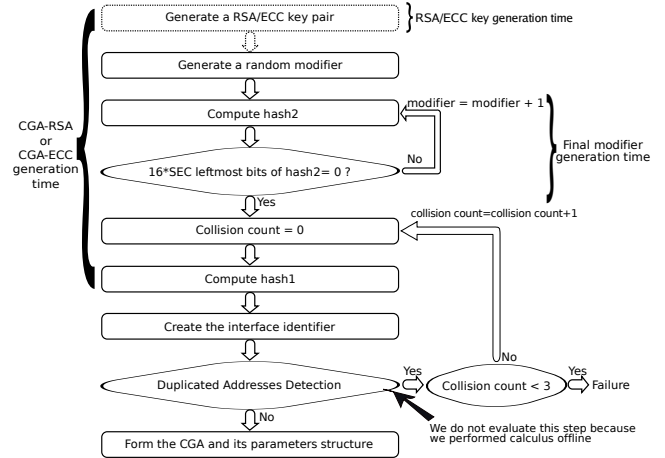 Generate a RSA/ECC key pair
RSA/ECC key generation time
Generate a random modifier
Compute hash2
modifier = modifier + 1
CGA-RSA
or
CGA-ECC
generation
time
Final modifier
generation time
No
16*SEC leftmost bits of hash2= 0 ?
Yes
collision count=collision count+1
Collision count = 0
Compute hash1
Create the interface identifier
No
Duplicated Addresses Detection
Yes
Collision count < 3
Yes
Failure
No
We do not evaluate this step because
we performed calculus offline
Form the CGA and its parameters structure